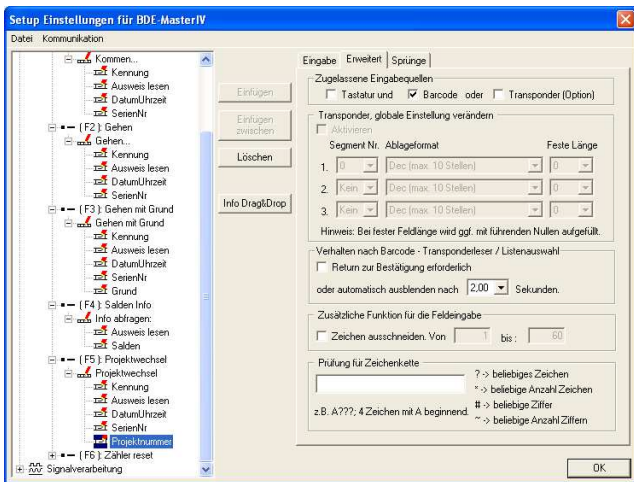 Setup Einstellungen für BDE-MasterIV
Datei Kommunikation
Kommen...
Kennung
Ausweis lesen
DatumUhrzeit
SerienNr
(F2): Gehen
Gehen...
Kennung
Ausweis lesen
DatumUhrzeit
SerienNr
(F3): Gehen mit Grund
Gehen mit Grund
Kennung
Ausweis lesen
DatumUhrzeit
SerienNr
Grund
(F4): Salden Info
Info abfragen:
Ausweis lesen
Salden
(F5): Projektwechsel
Projektwechsel
Kennung
Ausweis lesen
DatumUhrzeit
SerienNr
Projektnummer
(F6): Zähler reset
Signalverarbeitung
Einfügen
Einfügen
zwischen
Löschen
Info Drag&Drop
Eingabe Erweitert Sprünge
Zugelassene Eingabequellen
Tastatur und Barcode oder Transponder (Option)
Transponder, globale Einstellung verändern
Aktivieren
Segment Nr. Ablageformat Feste Länge
1. 0 Dec (max. 10 Stellen) 0
2. Kein Dec (max. 10 Stellen) 0
3. Kein Dec (max. 10 Stellen) 0
Hinweis: Bei fester Feldlänge wird ggf. mit führenden Nullen aufgefüllt.
Verhalten nach Barcode - Transponderleser / Listenauswahl
Return zur Bestätigung erforderlich
oder automatisch ausblenden nach 2,00 Sekunden.
Zusätzliche Funktion für die Feldeingabe
Zeichen ausschneiden. Von 1 bis: 60
Prüfung für Zeichenkette
? -> beliebiges Zeichen
* -> beliebige Anzahl Zeichen
# -> beliebige Ziffer
~ -> beliebige Anzahl Ziffern
z.B. A???; 4 Zeichen mit A beginnend.
OK